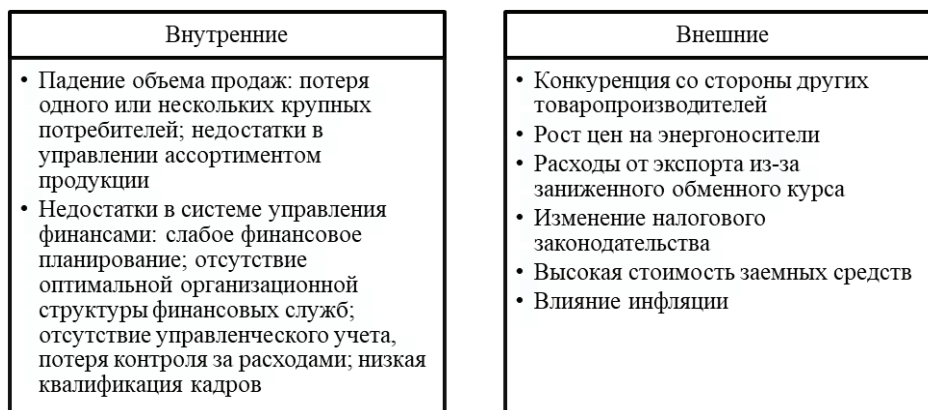 Внутренние
• Падение объема продаж: потеря
одного или нескольких крупных
потребителей; недостатки в
управлении ассортиментом
продукции
• Недостатки в системе управления
финансами: слабое финансовое
планирование; отсутствие
оптимальной организационной
структуры финансовых служб;
отсутствие управленческого учета,
потеря контроля за расходами; низкая
квалификация кадров
Внешние
• Конкуренция со стороны других
товаропроизводителей
• Рост цен на энергоносители
• Расходы от экспорта из-за
заниженного обменного курса
• Изменение налогового
законодательства
• Высокая стоимость заемных средств
• Влияние инфляции